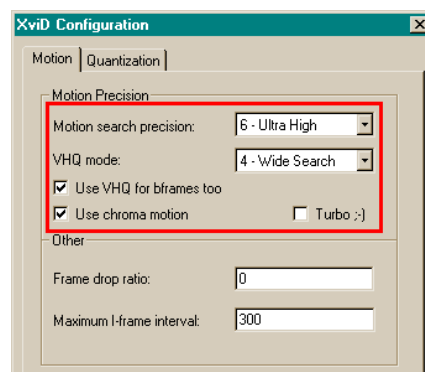 XviD Configuration
Motion Quantization
Motion Precision
Motion search precision: 6 - Ultra High
VHQ mode: 4 - Wide Search
Use VHQ for bframes too
Use chroma motion Turbo ;-)
Other
Frame drop ratio: 0
Maximum I-frame interval: 300